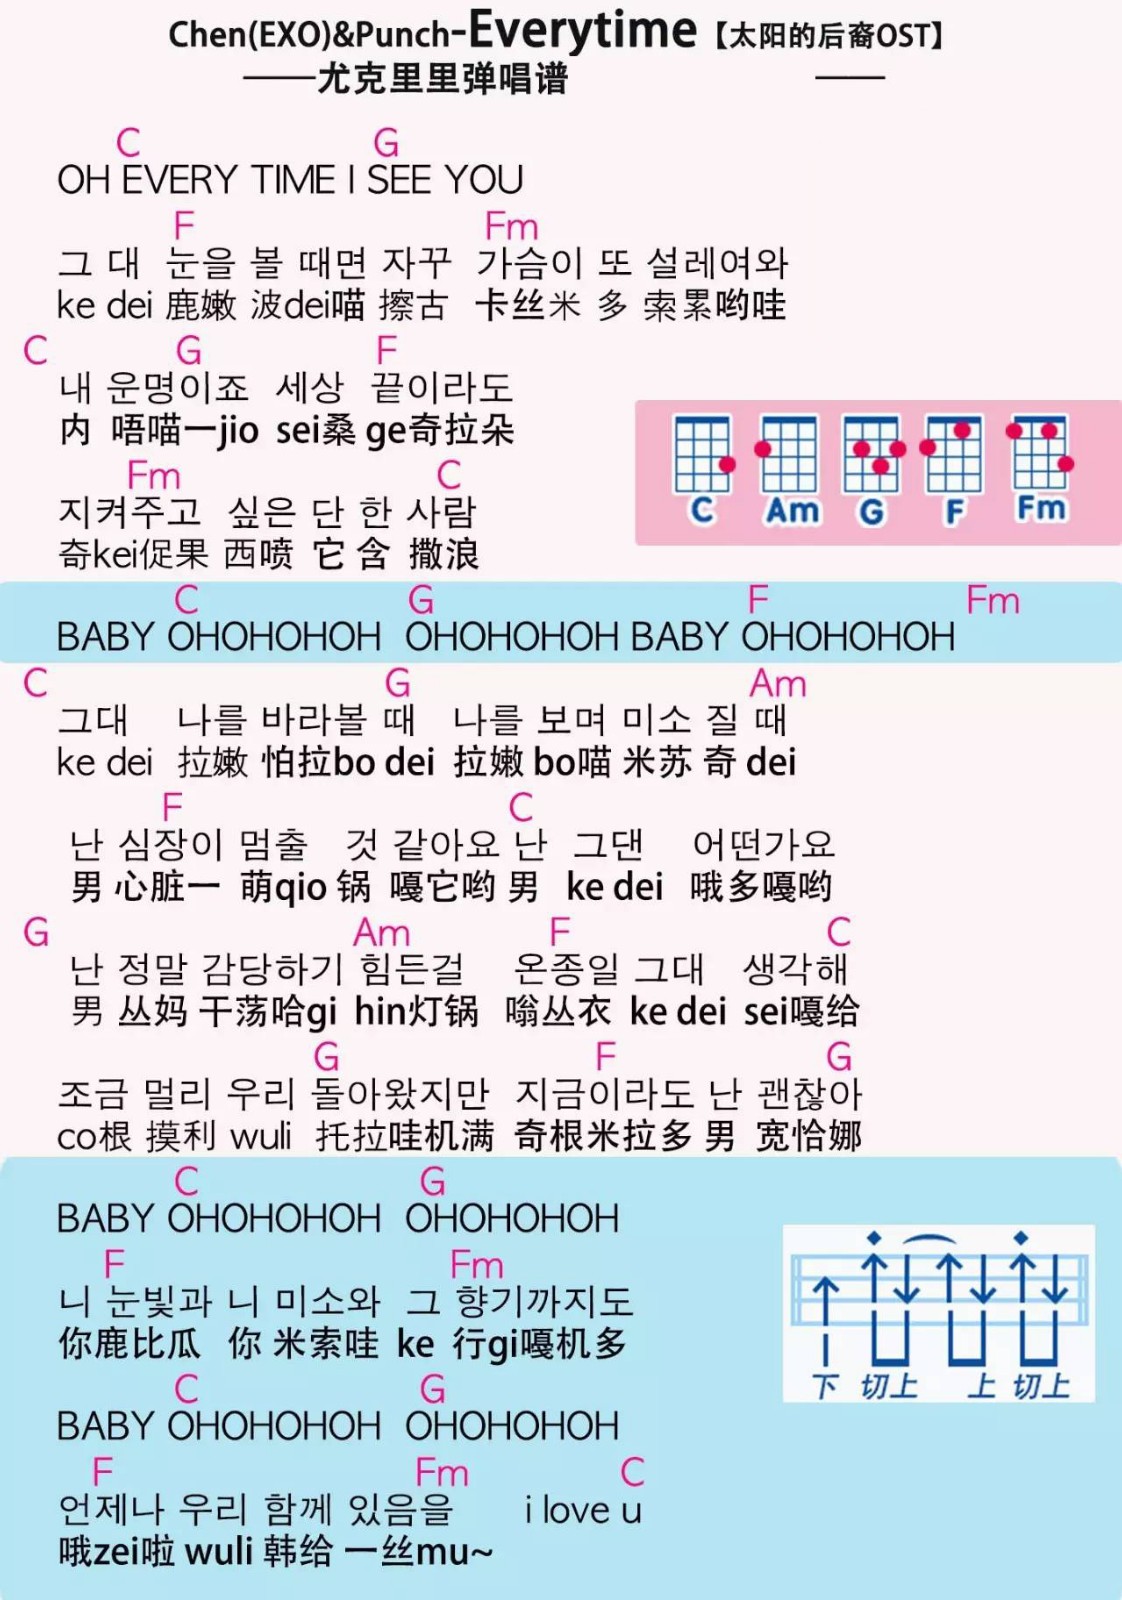 Chen(EXO)&Punch-Everytime【太阳的后裔OST】
——尤克里里弹唱谱 ——
C G
OH EVERY TIME I SEE YOU
F Fm
그 대 눈을 볼 때면 자꾸 가슴이 또 설레여와
ke dei 鹿嫩 波dei喵 擦古 卡丝米 多 索累哟哇
C G F
내 운명이죠 세상 끝이라도
内 唔喵一jio sei桑 ge奇拉朵
Fm C
지켜주고 싶은 단 한 사람
奇kei促果 西喷 它 含 撒浪
C Am G F Fm
C G F Fm
BABY OHOHOHOH OHOHOHOH BABY OHOHOHOH
C G Am
그대 나를 바라볼 때 나를 보며 미소 질 때
ke dei 拉嫩 怕拉bo dei 拉嫩 bo喵 米苏 奇 dei
F C
난 심장이 멈출 것 같아요 난 그댄 어떤가요
男 心脏一 萌qio 锅 嘎它哟 男 ke dei 哦多嘎哟
G Am F C
난 정말 감당하기 힘든걸 온종일 그대 생각해
男 丛妈 干荡哈gi hin灯锅 嗡丛衣 ke dei sei嘎给
G F G
조금 멀리 우리 돌아왔지만 지금이라도 난 괜찮아
co根 摸利 wuli 托拉哇机满 奇根米拉多 男 宽恰娜
C G
BABY OHOHOHOH OHOHOHOH
F Fm
니 눈빛과 니 미소와 그 향기까지도
你鹿比瓜 你 米索哇 ke 行gi嘎机多
下 切上 上 切上
C G
BABY OHOHOHOH OHOHOHOH
F Fm C
언제나 우리 함께 있음을 i love u
哦zei啦 wuli 韩给 一丝mu~